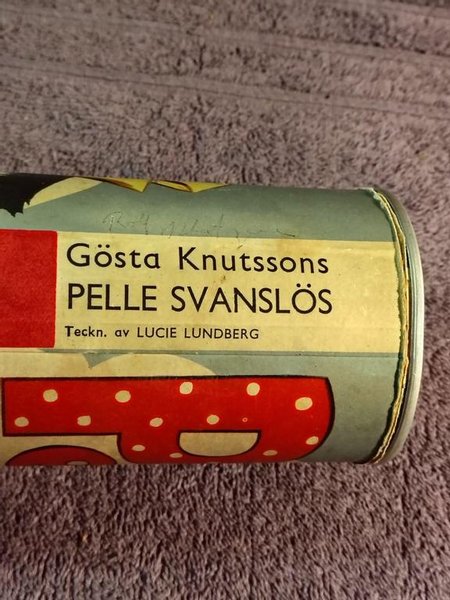 Gösta Knutssons
PELLE SVANSLÖS
Teckn. av LUCIE LUNDBERG
P